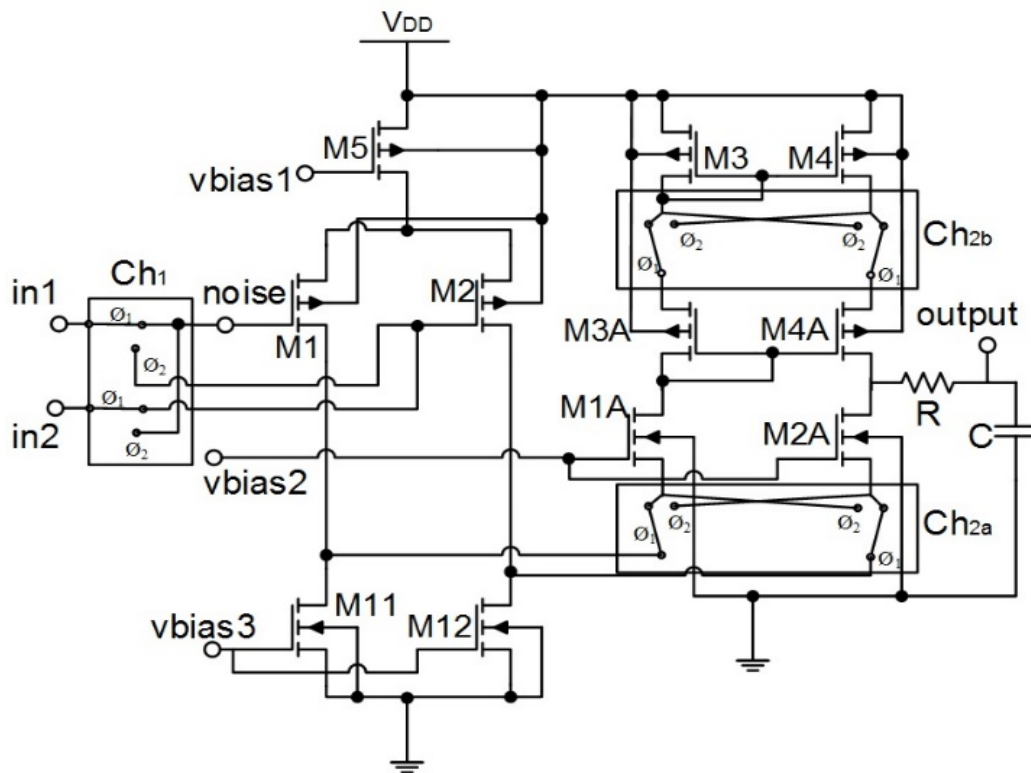 VDD
M5
vbias1
M3
M4
Ø2
Ø2
Ch2b
Ø1
Ø1
Ch1
in1
Ø1
noise
M1
M2
M3A
M4A
output
Ø2
in2
Ø1
Ø2
vbias2
M1A
M2A
R
C
Ø2
Ø2
Ch2a
Ø1
Ø1
M11
M12
vbias3